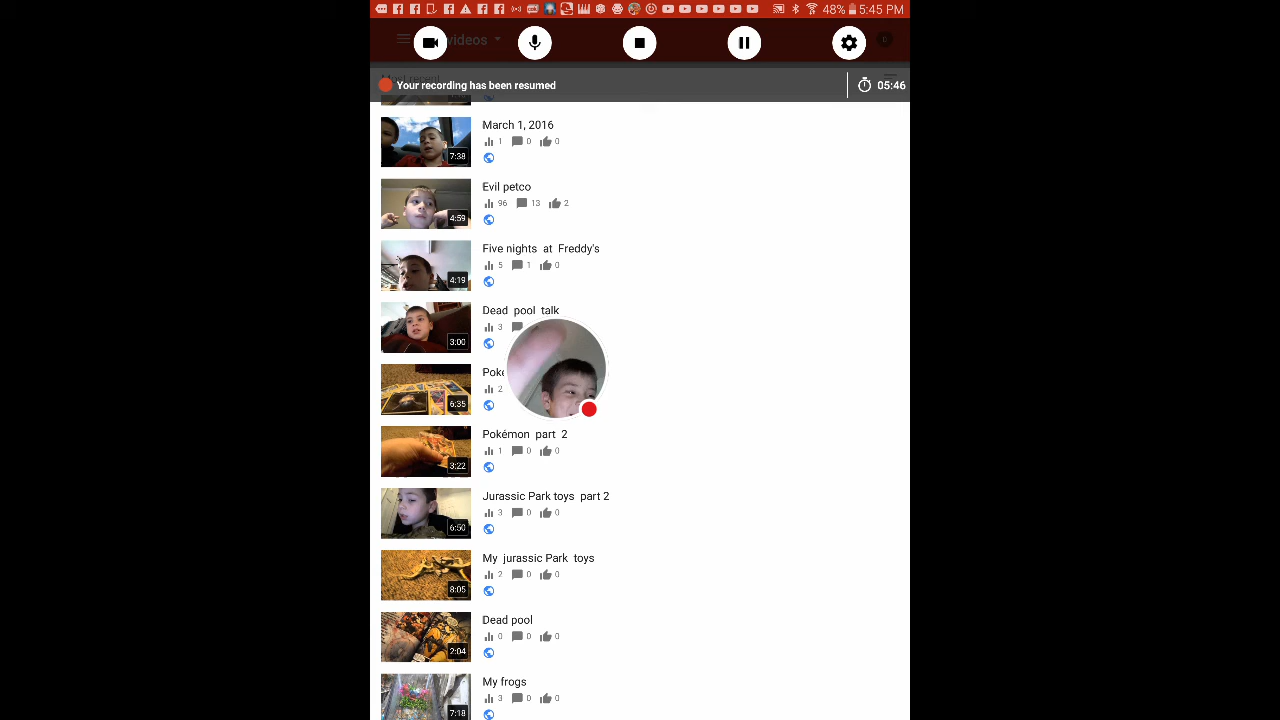 48% 5:45 PM
videos
Most recent
Your recording has been resumed
05:46
March 1, 2016
1 0 0
7:38
Evil petco
96 13 2
4:59
Five nights at Freddy's
5 1 0
4:19
Dead pool talk
3
3:00
Poké
2
6:35
Pokémon part 2
1 0 0
3:22
Jurassic Park toys part 2
3 0 0
6:50
My jurassic Park toys
2 0 0
8:05
Dead pool
0 0 0
2:04
My frogs
3 0 0
7:18